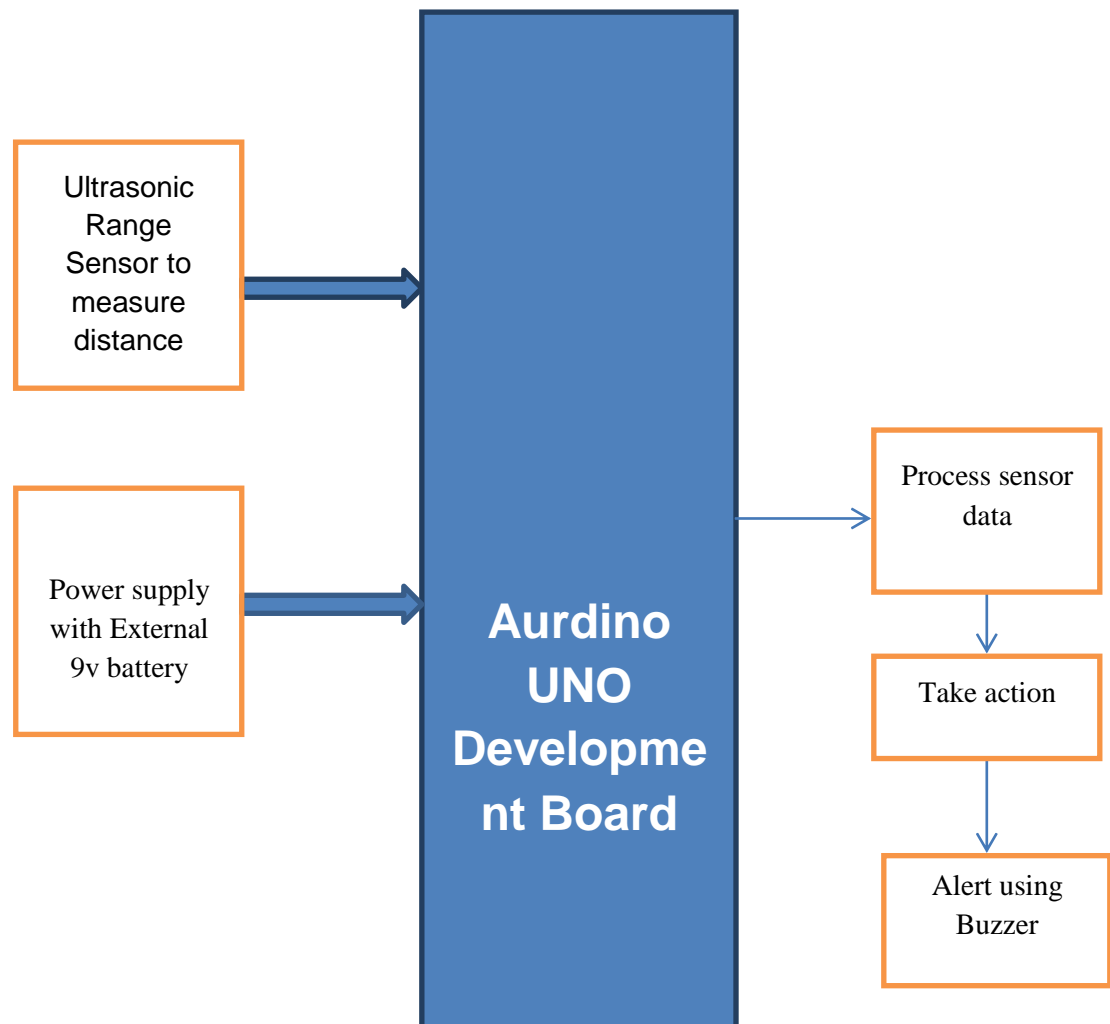 Ultrasonic
Range
Sensor to
measure
distance
Power supply
with External
9v battery
Aurdino
UNO
Developme
nt Board
Process sensor
data
Take action
Alert using
Buzzer